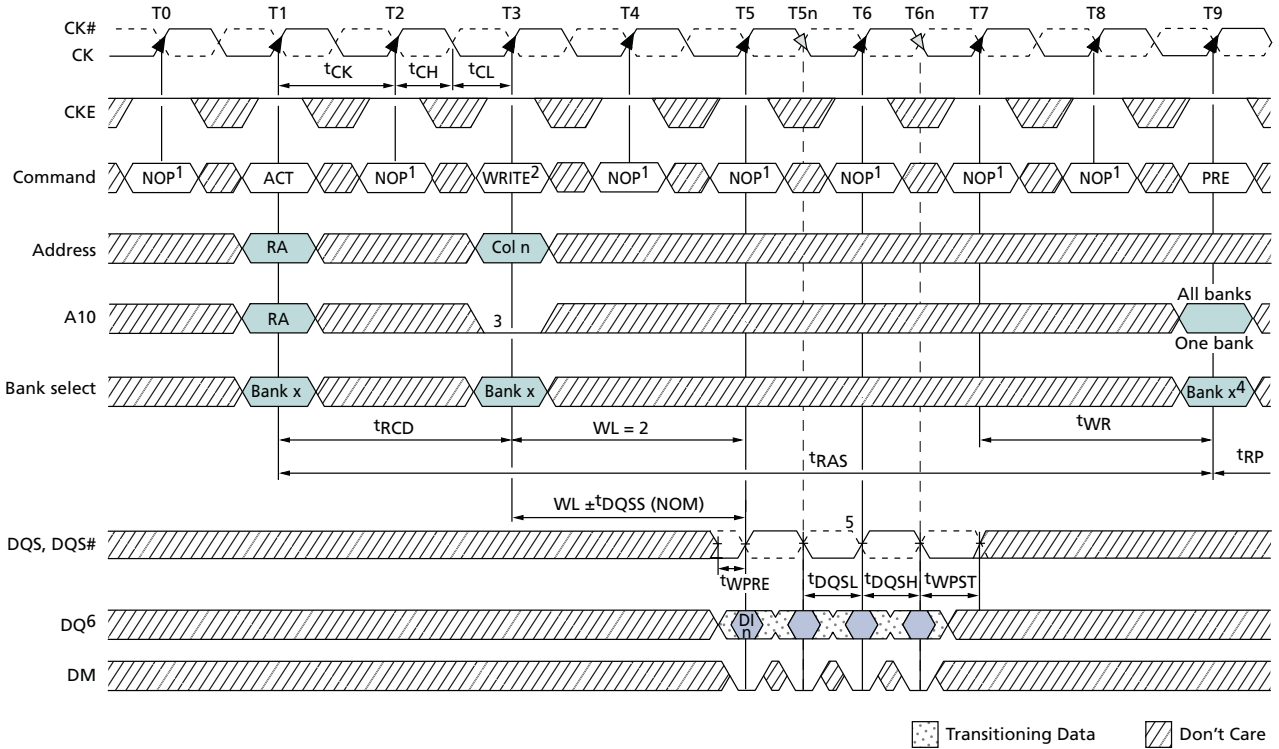 T0 T1 T2 T3 T4 T5 T5n T6 T6n T7 T8 T9
CK#
CK
tCK tCH tCL
CKE
Command NOP1 ACT NOP1 WRITE2 NOP1 NOP1 NOP1 NOP1 NOP1 PRE
Address RA Col n
A10 RA 3 All banks
One bank
Bank select Bank x Bank x Bank x4
tRCD WL = 2 tWR
tRAS tRP
WL ±tDQSS (NOM)
DQS, DQS# 5
tWPRE tDQSL tDQSH tWPST
DQ6 DI n
DM
Transitioning Data Don't Care